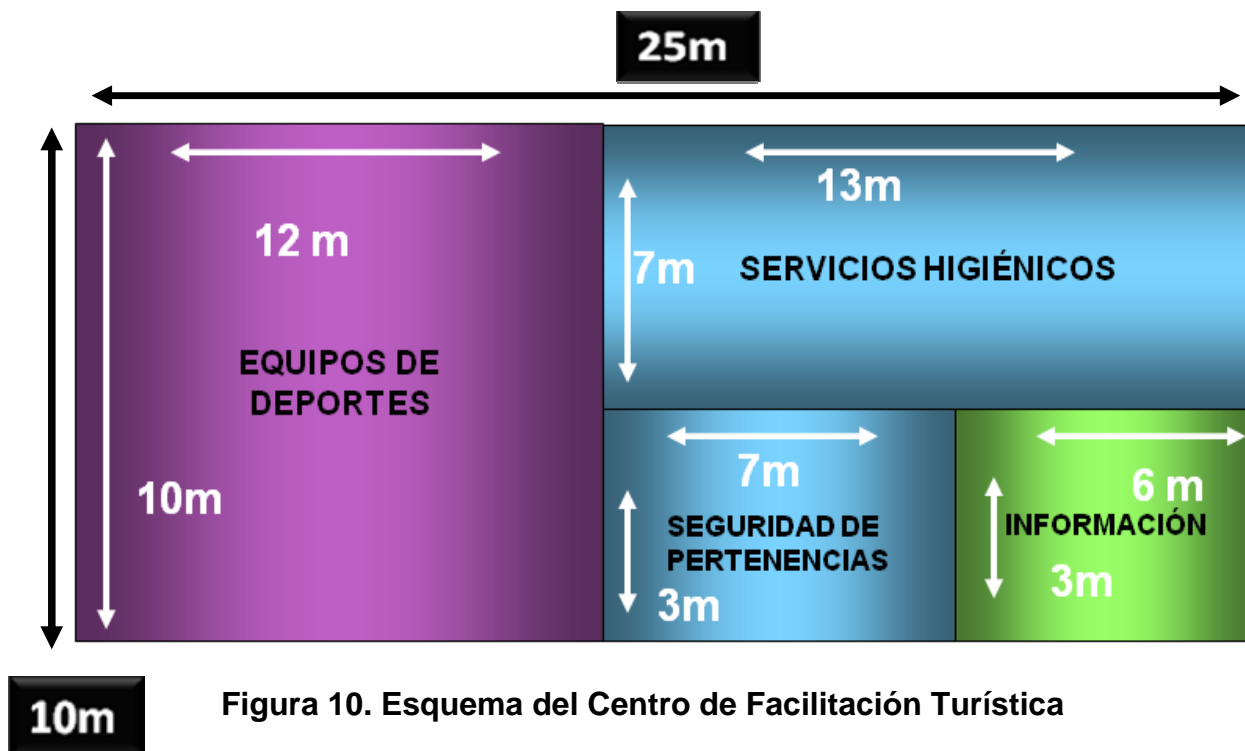 25m
12 m
13m
7m
SERVICIOS HIGIÉNICOS
EQUIPOS DE
DEPORTES
10m
7m
SEGURIDAD DE
PERTENENCIAS
3m
6 m
INFORMACIÓN
3m
10m
Figura 10. Esquema del Centro de Facilitación Turística